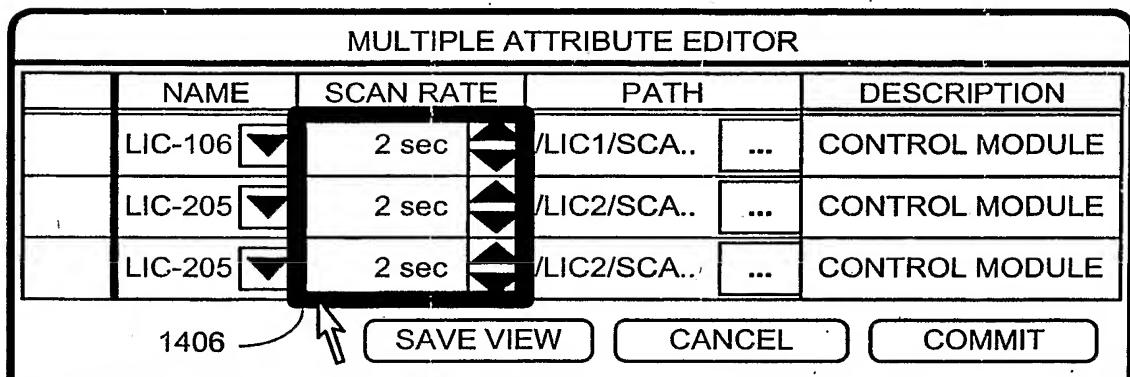 MULTIPLE ATTRIBUTE EDITOR
NAME SCAN RATE PATH DESCRIPTION
LIC-106 2 sec /LIC1/SCA.. ... CONTROL MODULE
LIC-205 2 sec /LIC2/SCA.. ... CONTROL MODULE
LIC-205 2 sec /LIC2/SCA.. ... CONTROL MODULE
1406 SAVE VIEW CANCEL COMMIT